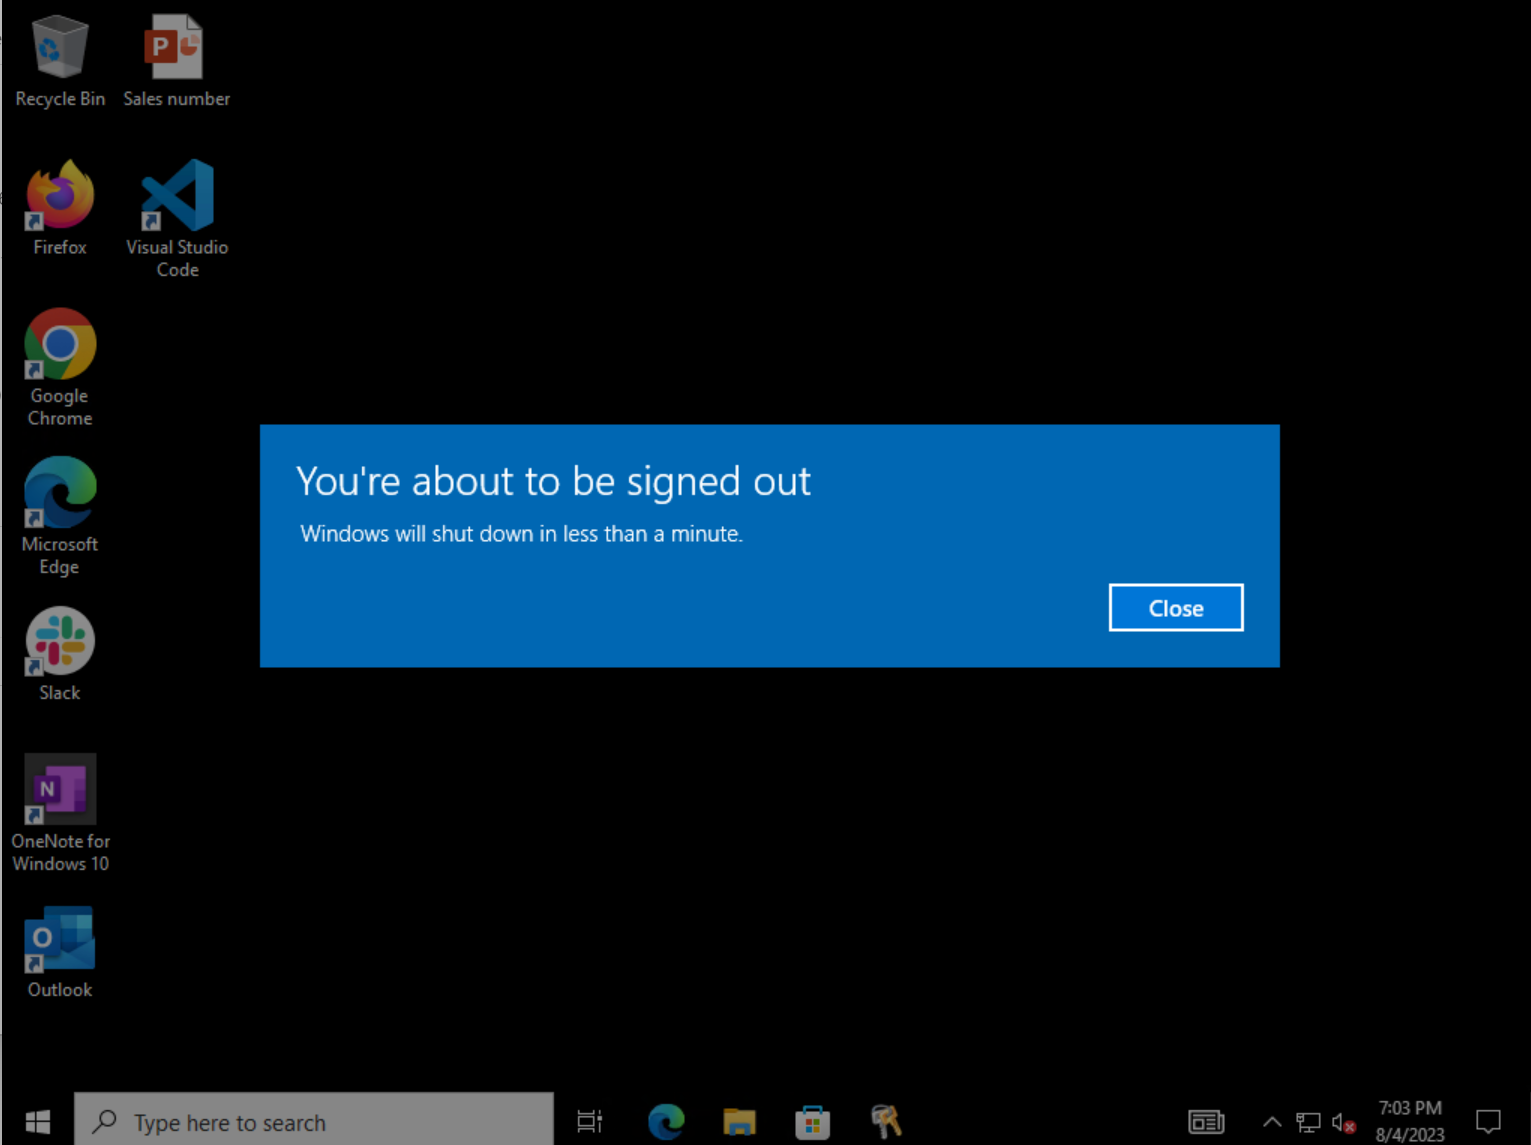 Recycle Bin
Sales number
Firefox
Visual Studio
Code
Google
Chrome
Microsoft
Edge
Slack
OneNote for
Windows 10
Outlook
You're about to be signed out
Windows will shut down in less than a minute.
Close
Type here to search
7:03 PM
8/4/2023